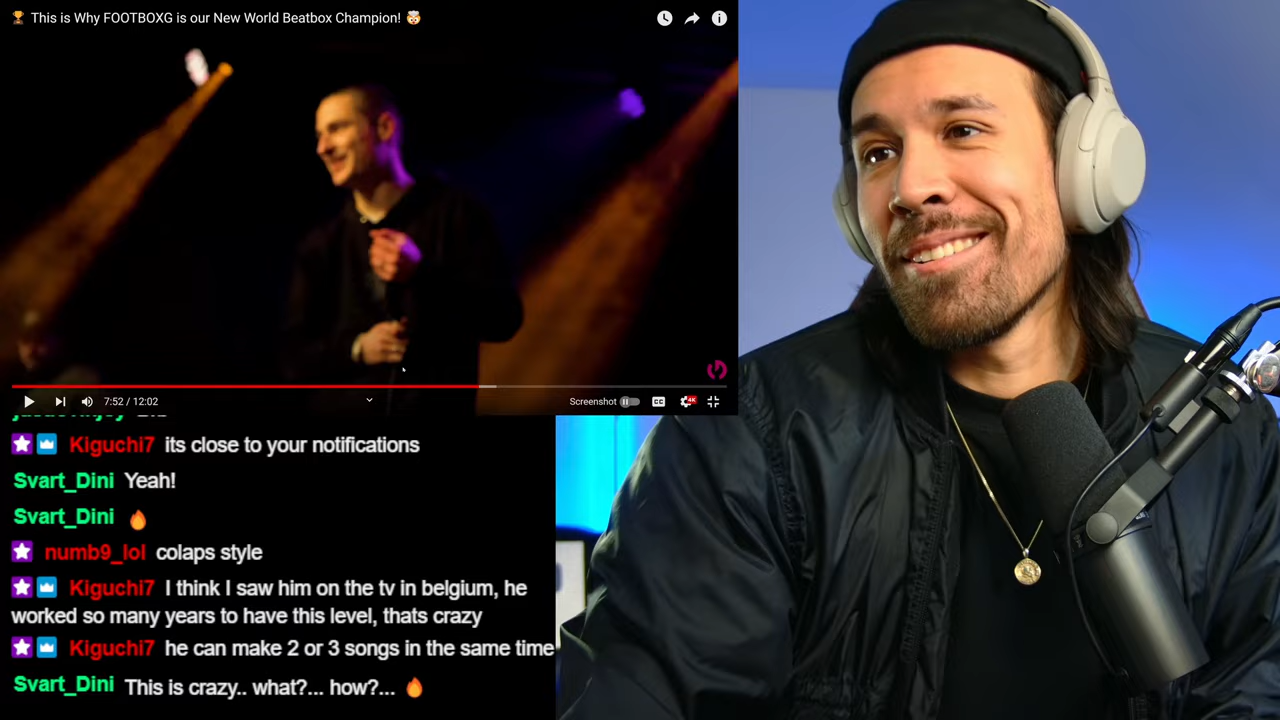 🏆 This is Why FOOTBOXG is our New World Beatbox Champion! 🤯
7:52 / 12:02
Screenshot
CC
4K
Kiguchi7 its close to your notifications
Svart_Dini Yeah!
Svart_Dini 🔥
numb9_lol colaps style
Kiguchi7 I think I saw him on the tv in belgium, he
worked so many years to have this level, thats crazy
Kiguchi7 he can make 2 or 3 songs in the same time
Svart_Dini This is crazy.. what?... how?... 🔥